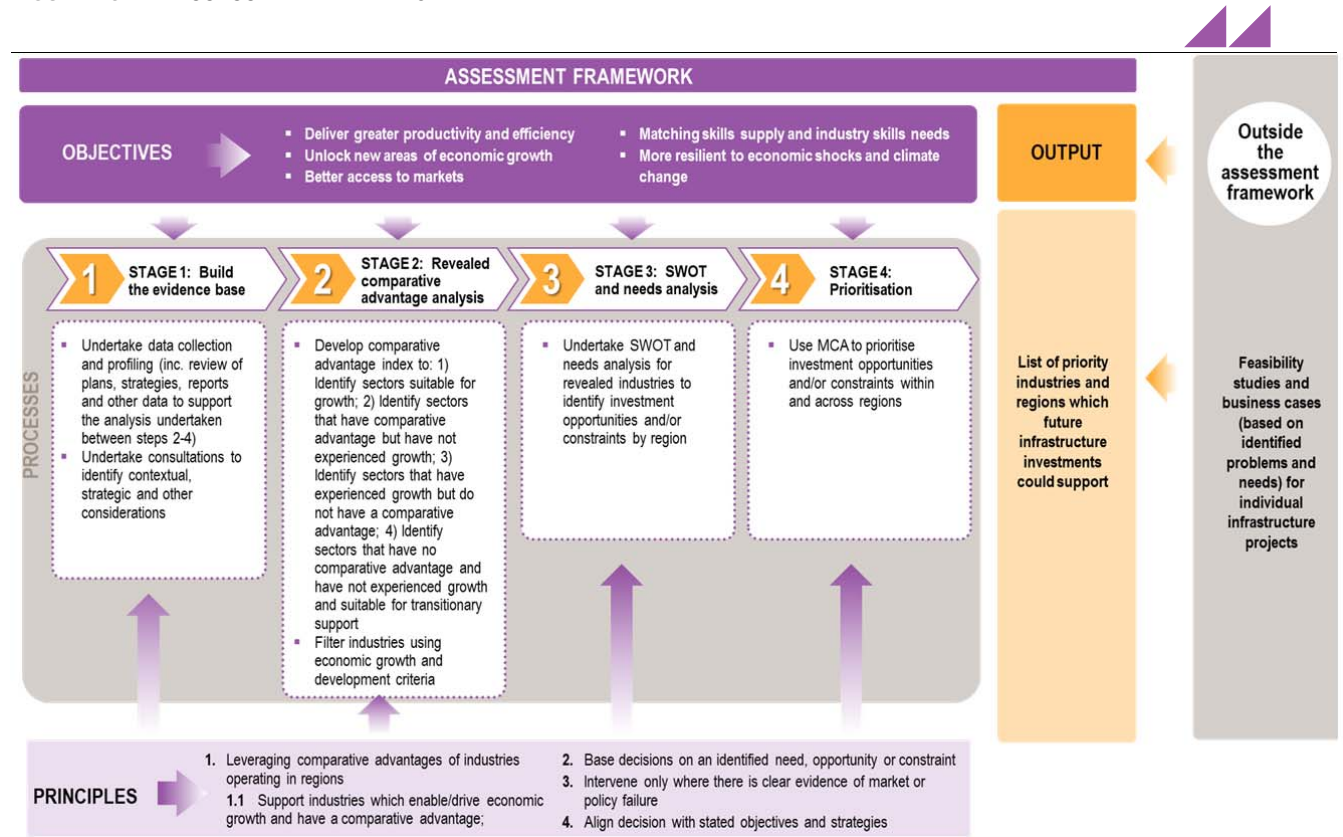 ASSESSMENT FRAMEWORK
OBJECTIVES
▪ Deliver greater productivity and efficiency
▪ Unlock new areas of economic growth
▪ Better access to markets
▪ Matching skills supply and industry skills needs
▪ More resilient to economic shocks and climate
change
OUTPUT
Outside
the
assessment
framework
PROCESSES
1
STAGE 1: Build
the evidence base
▪ Undertake data collection
and profiling (inc. review of
plans, strategies, reports
and other data to support
the analysis undertaken
between steps 2-4)
▪ Undertake consultations to
identify contextual,
strategic and other
considerations
2
STAGE 2: Revealed
comparative
advantage analysis
▪ Develop comparative
advantage index to: 1)
Identify sectors suitable for
growth; 2) Identify sectors
that have comparative
advantage but have not
experienced growth; 3)
Identify sectors that have
experienced growth but do
not have a comparative
advantage; 4) Identify
sectors that have no
comparative advantage and
have not experienced growth
and suitable for transitionary
support
▪ Filter industries using
economic growth and
development criteria
3
STAGE 3: SWOT
and needs analysis
▪ Undertake SWOT and
needs analysis for
revealed industries to
identify investment
opportunities and/or
constraints by region
4
STAGE 4:
Prioritisation
▪ Use MCA to prioritise
investment opportunities
and/or constraints within
and across regions
List of priority
industries and
regions which
future
infrastructure
investments
could support
Feasibility
studies and
business cases
(based on
identified
problems and
needs) for
individual
infrastructure
projects
PRINCIPLES
1. Leveraging comparative advantages of industries
operating in regions
1.1 Support industries which enable/drive economic
growth and have a comparative advantage;
2. Base decisions on an identified need, opportunity or constraint
3. Intervene only where there is clear evidence of market or
policy failure
4. Align decision with stated objectives and strategies